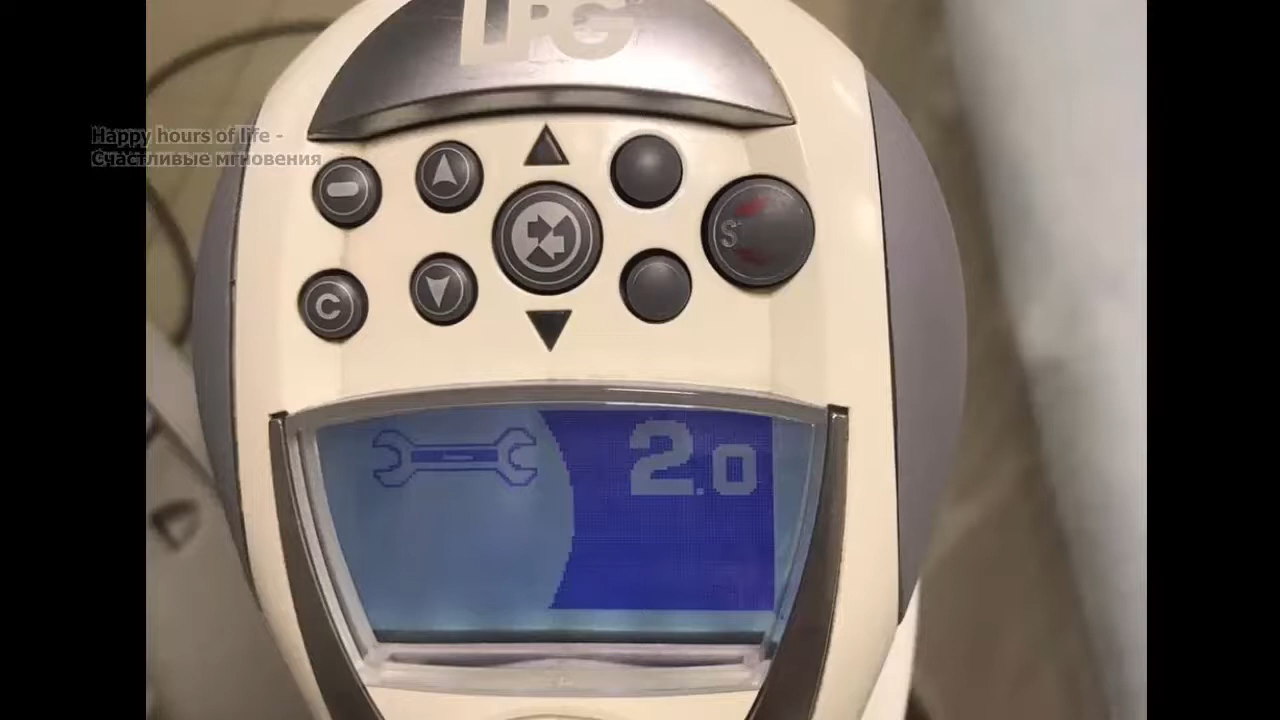 LPG
Happy hours of life -
Счастливые мгновения
C
S
2.0